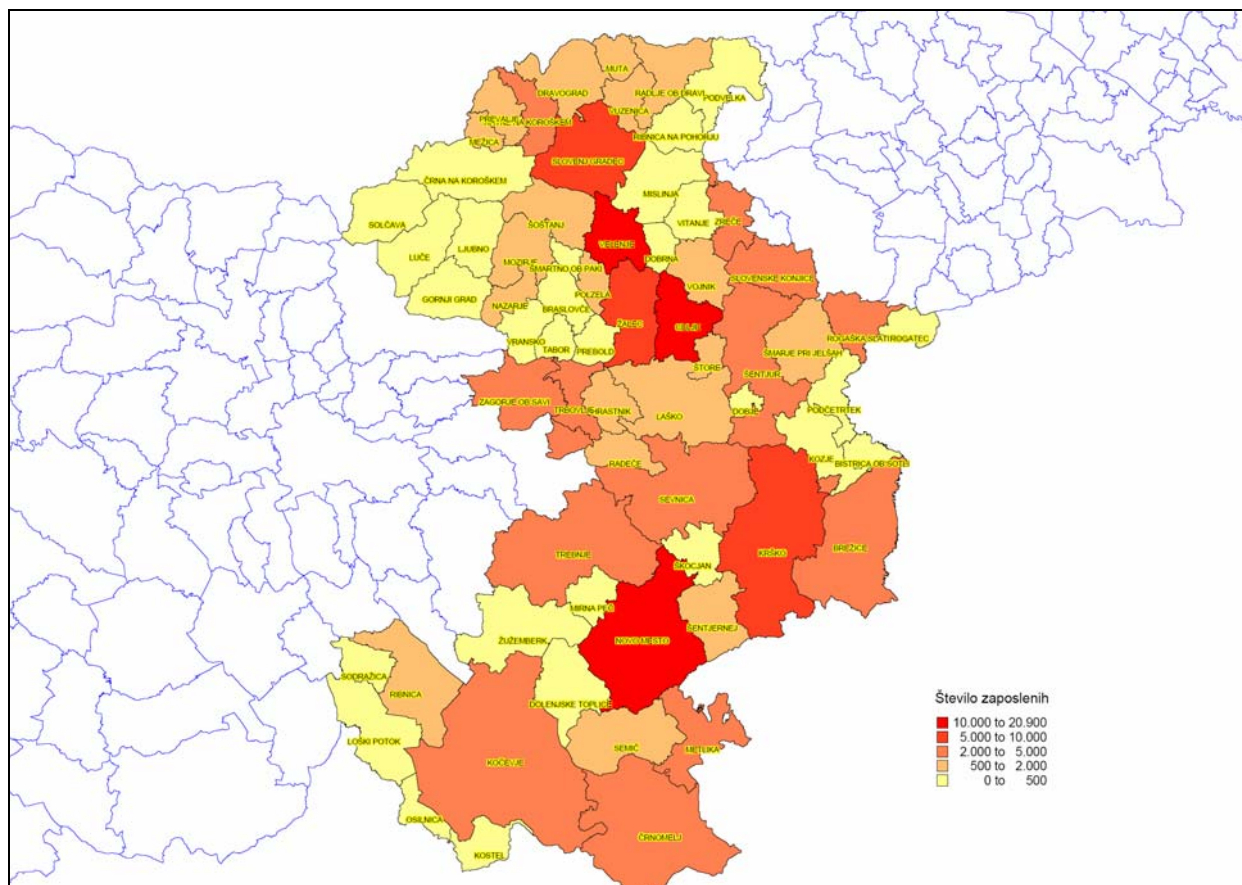 MUTA
DRAVOGRAD
RADLJE OB DRAVI
PODVELKA
VUZENICA
PREVALJE
MEŽICA
RIBNICA NA POHORJU
SLOVENJ GRADEC
ČRNA NA KOROŠKEM
MISLINJA
SOLČAVA
VITANJE
ZREČE
ŠOŠTANJ
VELENJE
LJUBNO
LUČE
DOBRNA
MOZIRJE
ŠMARTNO OB PAKI
SLOVENSKE KONJICE
VOJNIK
GORNJI GRAD
POLZELA
NAZARJE
BRASLOVČE
ŽALEC
CELJE
ROGAŠKA SLATI
ROGATEC
VRANSKO
TABOR
PREBOLD
ŠMARJE PRI JELŠAH
ŠTORE
ŠENTJUR
ZAGORJE OB SAVI
TRBOVLJE
HRASTNIK
LAŠKO
DOBJE
PODČETRTEK
RADEČE
KOZJE
BISTRICA OB SOTLI
SEVNICA
TREBNJE
KRŠKO
BREŽICE
ŠKOCJAN
MIRNA PEČ
ŠENTJERNEJ
ŽUŽEMBERK
NOVO MESTO
SODRAŽICA
RIBNICA
DOLENJSKE TOPLICE
LOŠKI POTOK
SEMIČ
METLIKA
KOČEVJE
OSILNICA
ČRNOMELJ
KOSTEL
Število zaposlenih
10.000 to 20.900
5.000 to 10.000
2.000 to 5.000
500 to 2.000
0 to 500